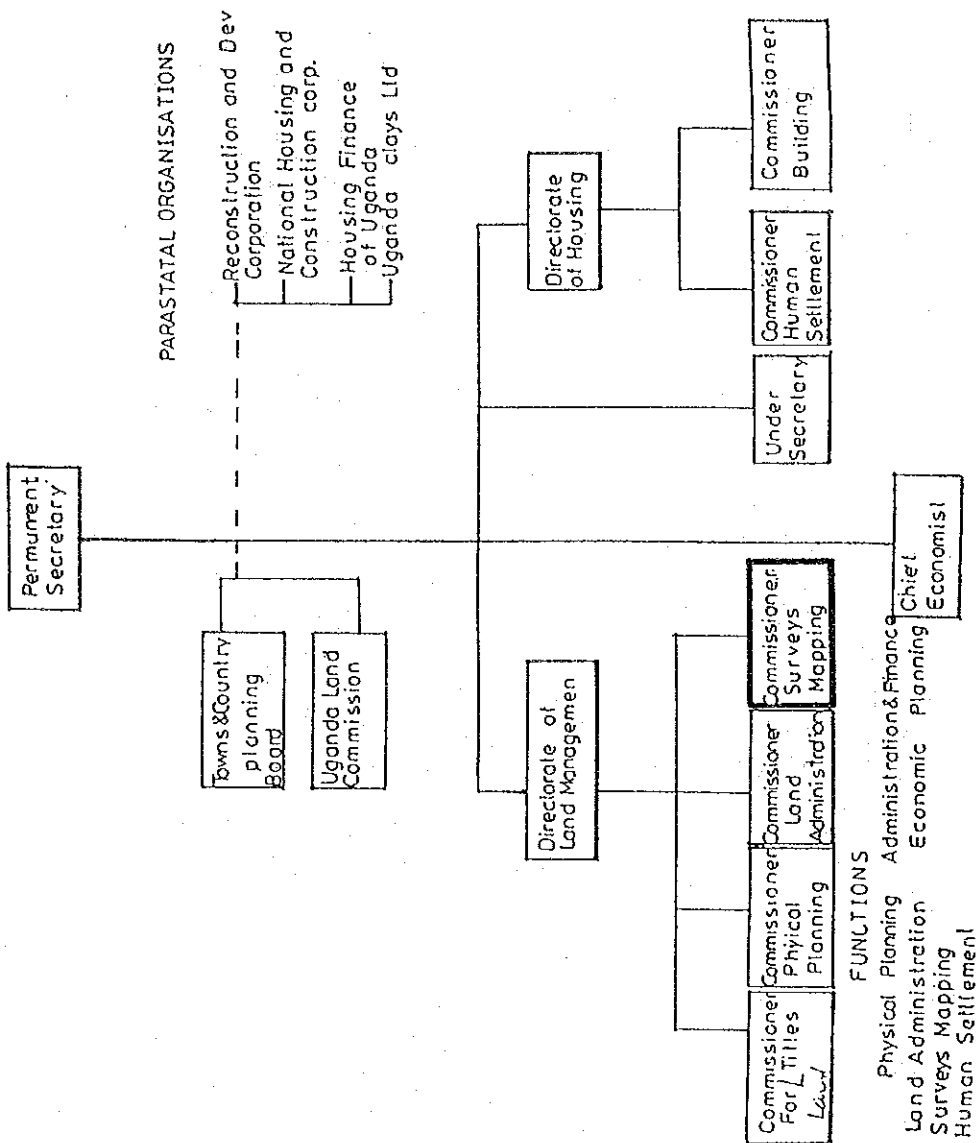 Permunent
Secretary
PARASTATAL ORGANISATIONS
Reconstruction and Dev
Corporation
National Housing and
Construction corp.
Housing Finance
of Uganda
Uganda clays Ltd
Towns&Country
planning
Board
Uganda Land
Commission
Directorate of
Land Managemen
Directorate
of Housing
Commissioner
For L Titles
Land
Commissioner
Phyical
Planning
Commissioner
Land
Administration
Commissioner
Surveys
Mapping
Under
Secretary
Commissioner
Human
Settlement
Commissioner
Building
Chief
Economist
FUNCTIONS
Physical Planning Administration&Finance
Land Administration Economic Planning
Surveys Mapping
Human Settlement